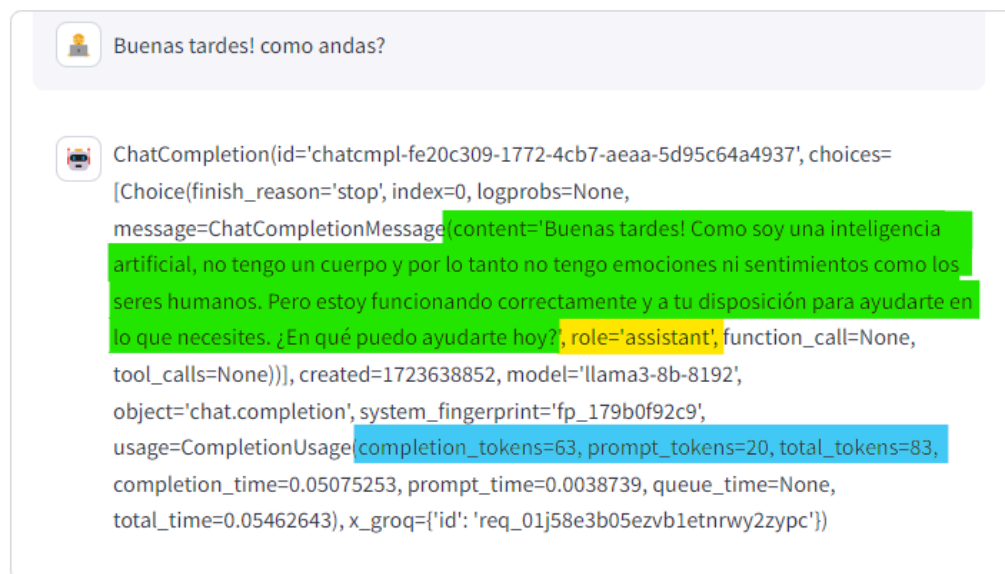 Buenas tardes! como andas?
ChatCompletion(id='chatcmpl-fe20c309-1772-4cb7-aeaa-5d95c64a4937', choices=
[Choice(finish_reason='stop', index=0, logprobs=None,
message=ChatCompletionMessage(content='Buenas tardes! Como soy una inteligencia
artificial, no tengo un cuerpo y por lo tanto no tengo emociones ni sentimientos como los
seres humanos. Pero estoy funcionando correctamente y a tu disposición para ayudarte en
lo que necesites. ¿En qué puedo ayudarte hoy?', role='assistant', function_call=None,
tool_calls=None))], created=1723638852, model='llama3-8b-8192',
object='chat.completion', system_fingerprint='fp_179b0f92c9',
usage=CompletionUsage(completion_tokens=63, prompt_tokens=20, total_tokens=83,
completion_time=0.05075253, prompt_time=0.0038739, queue_time=None,
total_time=0.05462643), x_groq={'id': 'req_01j58e3b05ezvb1etnrwy2zypc'})